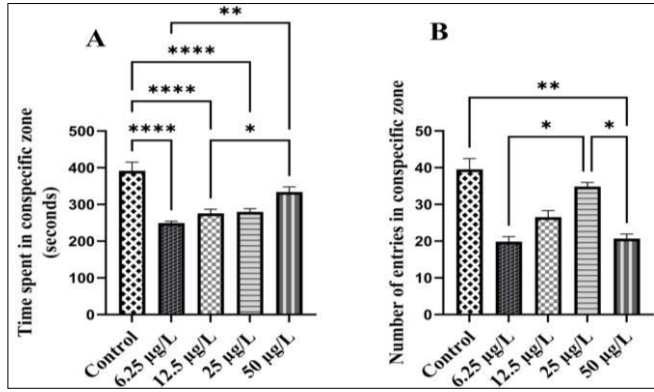 A
**
****
****
****
*
Time spent in conspecific zone
(seconds)
500
400
300
200
100
0
Control
6.25 µg/L
12.5 µg/L
25 µg/L
50 µg/L
B
**
*
*
Number of entries in conspecific zone
50
40
30
20
10
0
Control
6.25 µg/L
12.5 µg/L
25 µg/L
50 µg/L